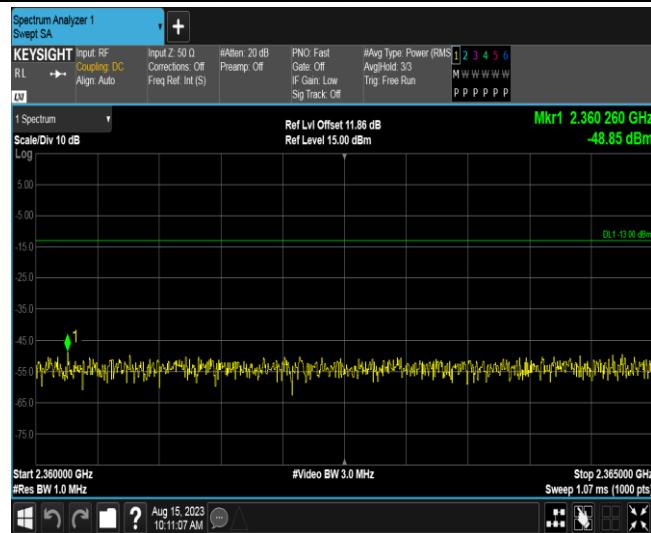 Spectrum Analyzer 1
Swept SA
+
KEYSIGHT
RL
LXI
Input: RF
Coupling: DC
Align: Auto
Input Z: 50 Ω
Corrections: Off
Freq Ref: Int (S)
#Atten: 20 dB
Preamp: Off
PNO: Fast
Gate: Off
IF Gain: Low
Sig Track: Off
#Avg Type: Power (RMS
Avg|Hold: 3/3
Trig: Free Run
1 2 3 4 5 6
M W W W W W
P P P P P P
1 Spectrum
Scale/Div 10 dB
Log
Ref Lvl Offset 11.86 dB
Ref Level 15.00 dBm
Mkr1 2.360 260 GHz
-48.85 dBm
5.00
-5.00
DL1 -13.00 dBm
-15.0
-25.0
-35.0
-45.0
1
-55.0
-65.0
-75.0
Start 2.360000 GHz
#Video BW 3.0 MHz
Stop 2.365000 GHz
#Res BW 1.0 MHz
Sweep 1.07 ms (1000 pts)
?
Aug 15, 2023
10:11:07 AM